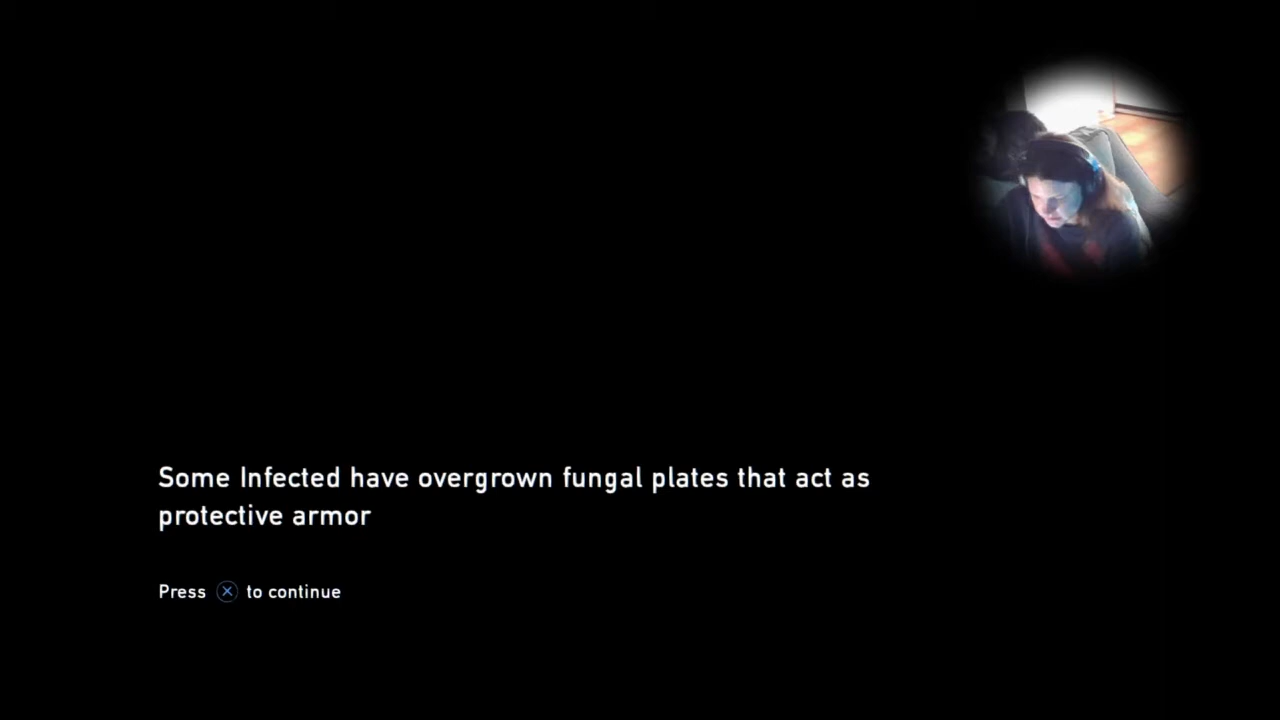 Some Infected have overgrown fungal plates that act as
protective armor
Press ⓧ to continue